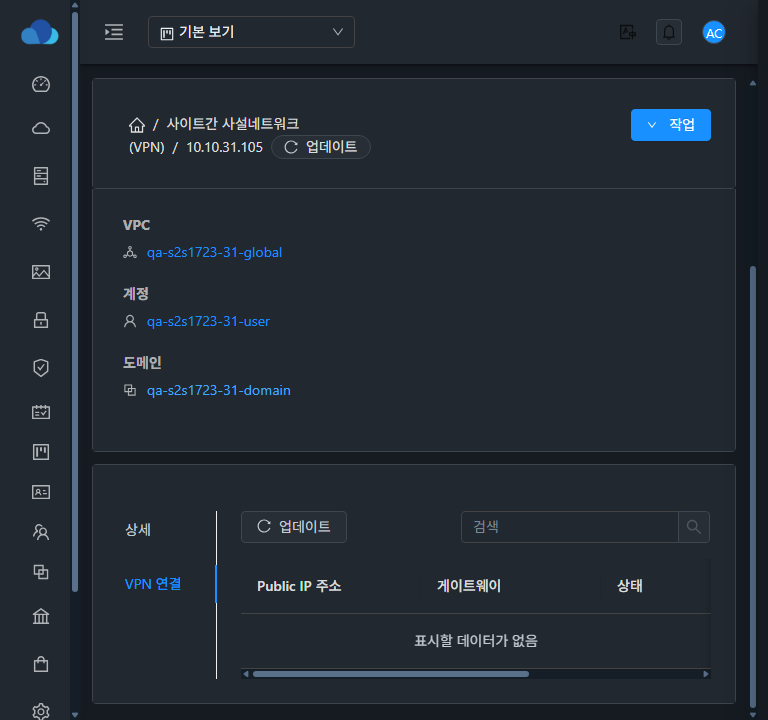 기본 보기
AC
/ 사이트간 사설네트워크
(VPN) / 10.10.31.105 업데이트
작업
VPC
qa-s2s1723-31-global
계정
qa-s2s1723-31-user
도메인
qa-s2s1723-31-domain
상세
VPN 연결
업데이트
검색
Public IP 주소 게이트웨이 상태
표시할 데이터가 없음